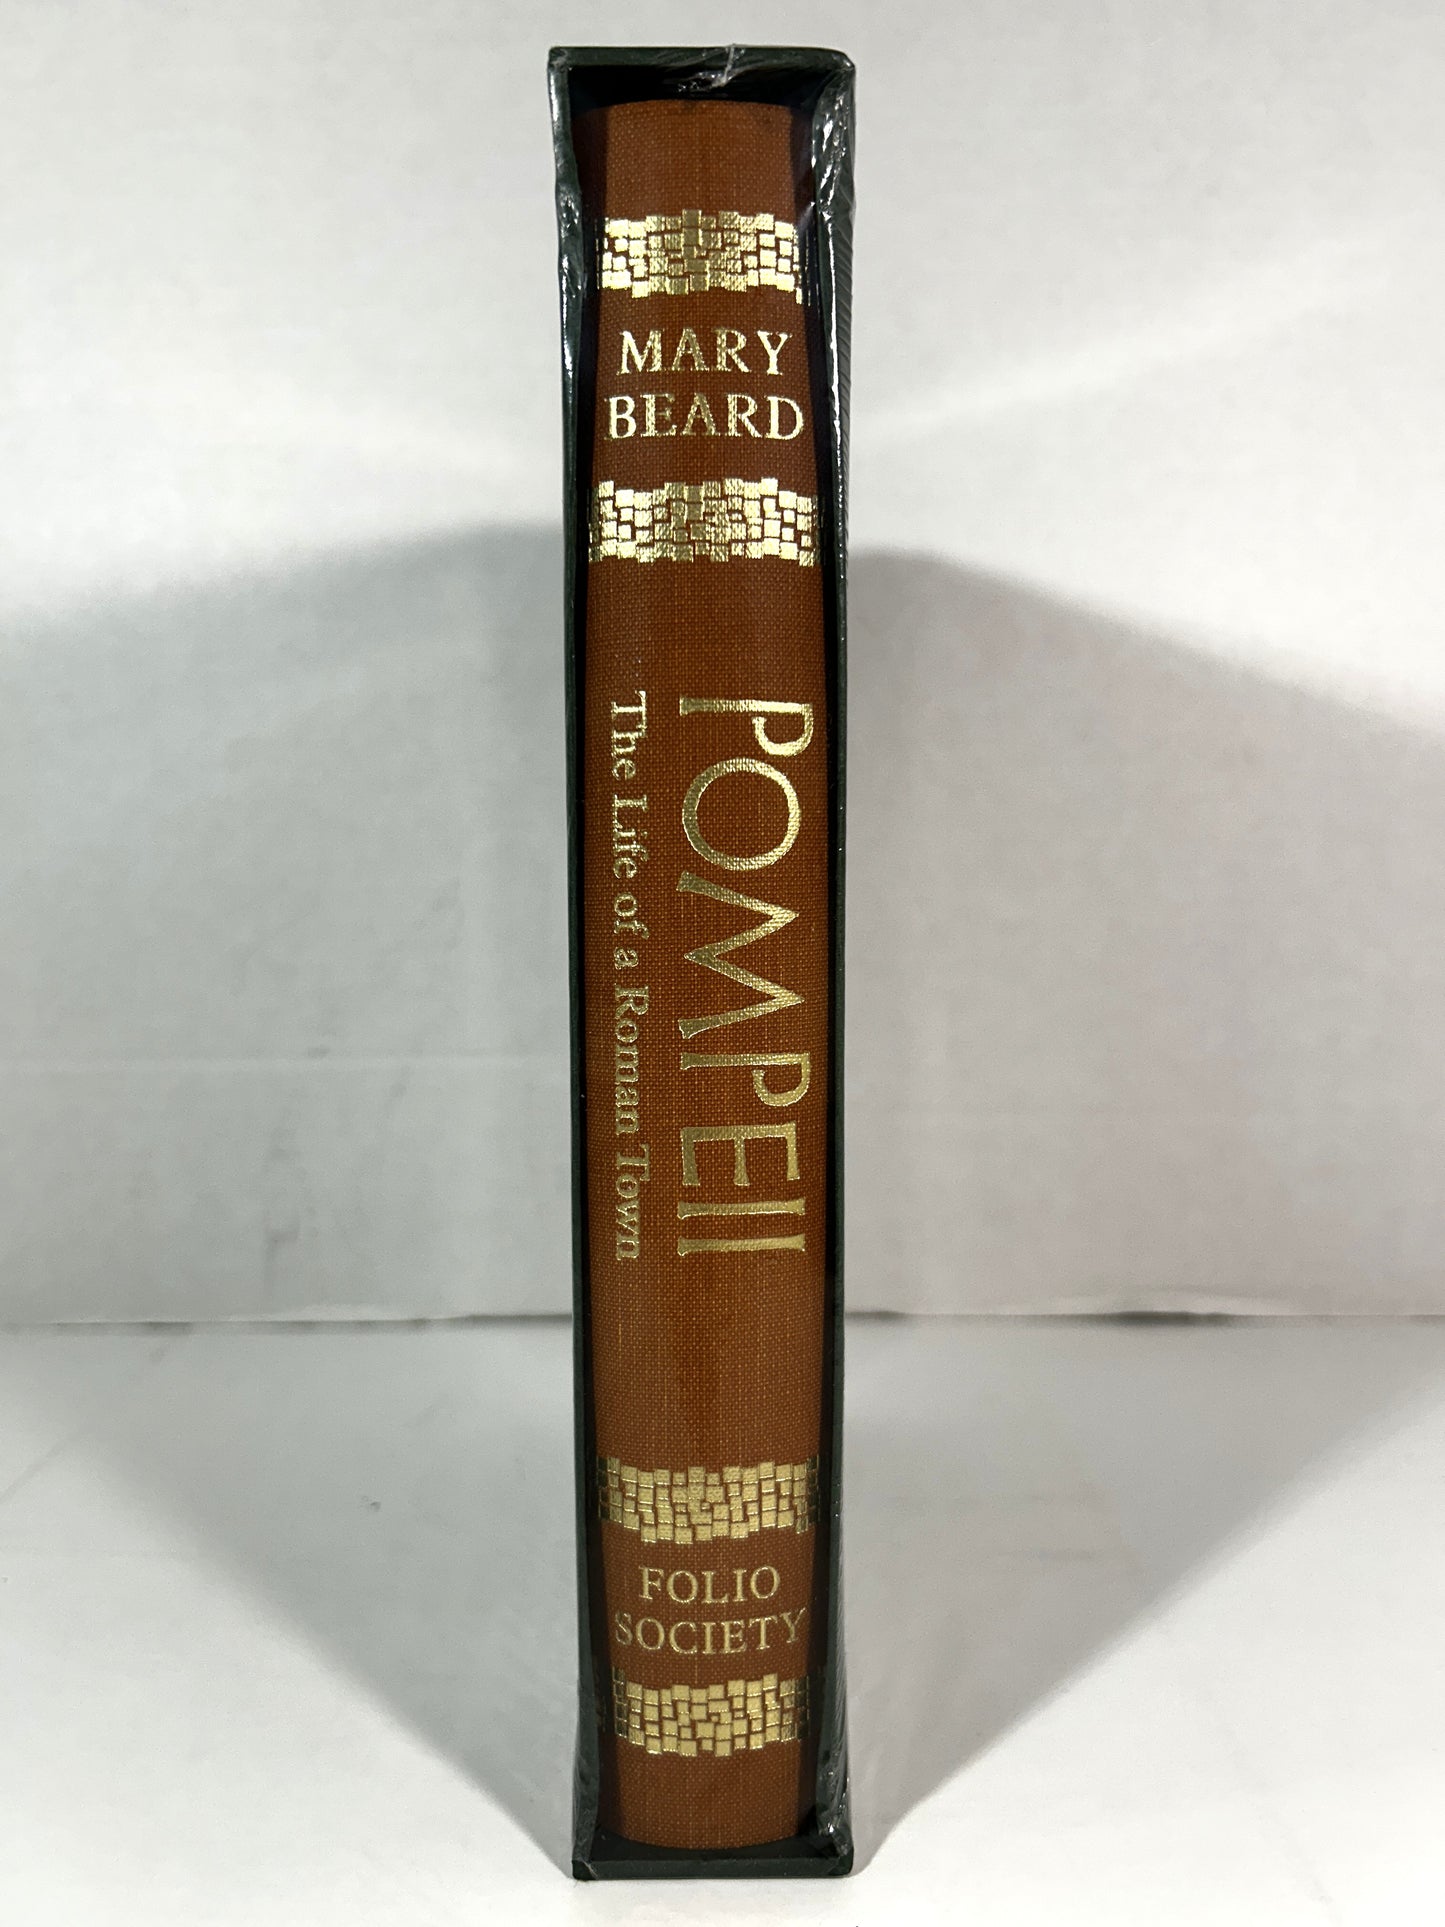 MARY
BEARD
POMPEII
The Life of a Roman Town
FOLIO
SOCIETY